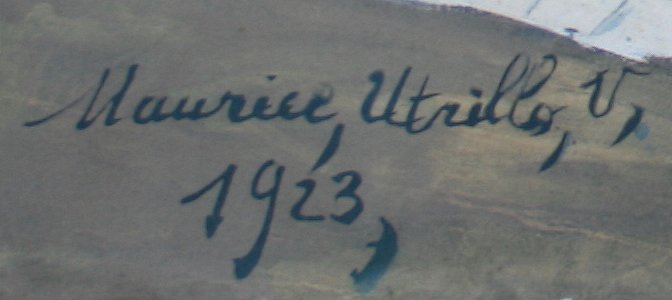 Maurice, Utrillo, V,
1923,